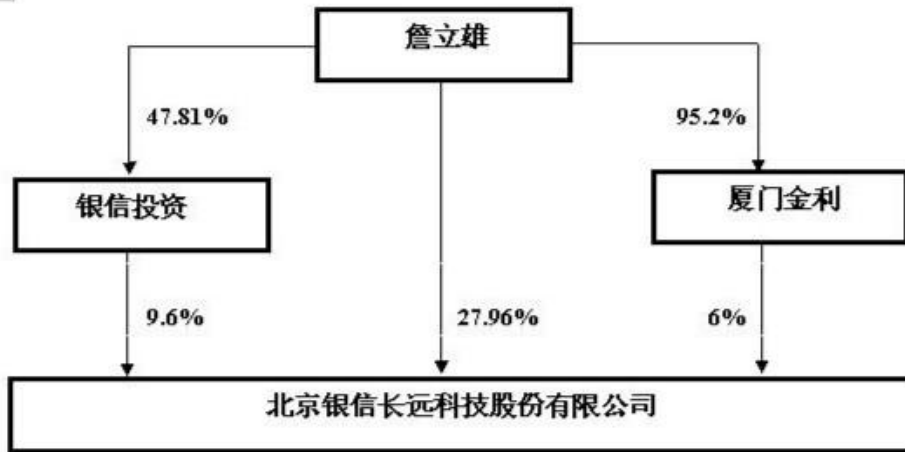 詹立雄
47.81%
95.2%
银信投资
厦门金利
9.6%
27.96%
6%
北京银信长远科技股份有限公司